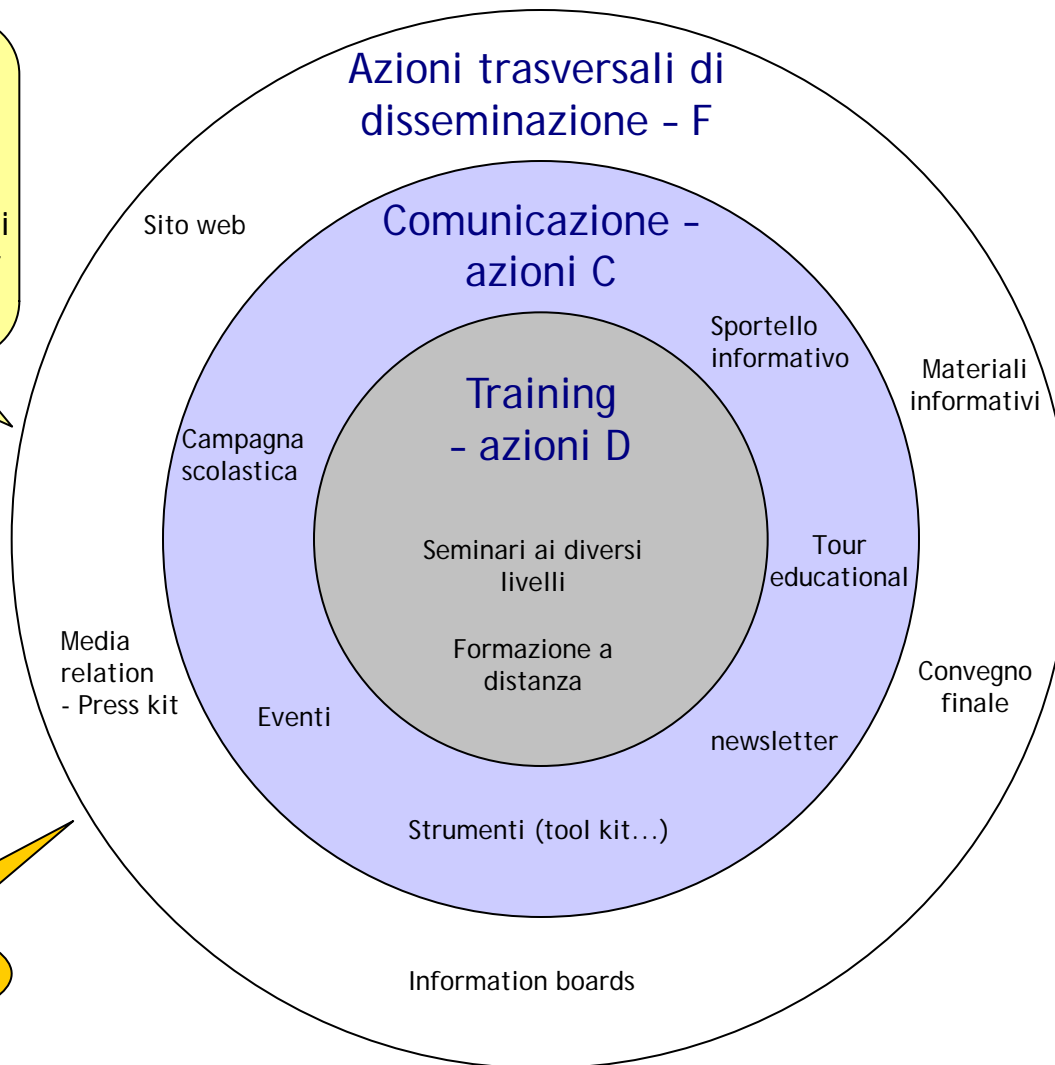 Azioni trasversali di
disseminazione – F
Sito web
Comunicazione –
azioni C
Sportello
informativo
Materiali
informativi
Training
– azioni D
Campagna
scolastica
Seminari ai diversi
livelli
Tour
educational
Formazione a
distanza
Media
relation
- Press kit
Convegno
finale
Eventi
newsletter
Strumenti (tool kit…)
Information boards